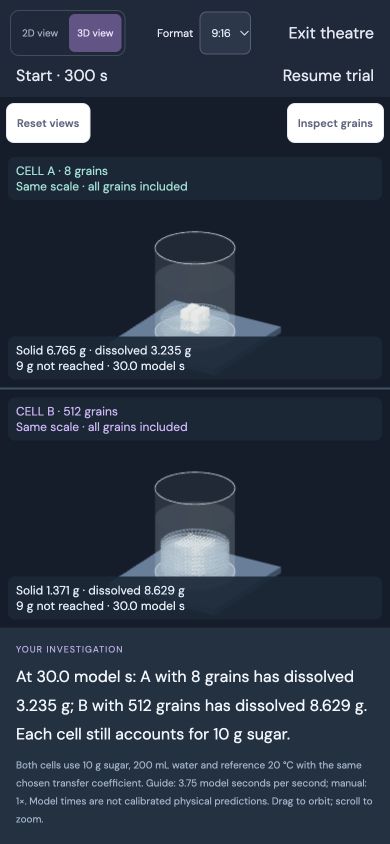 2D view 3D view Format 9:16 Exit theatre
Start · 300 s Resume trial
Reset views Inspect grains
CELL A · 8 grains
Same scale · all grains included
Solid 6.765 g · dissolved 3.235 g
9 g not reached · 30.0 model s
CELL B · 512 grains
Same scale · all grains included
Solid 1.371 g · dissolved 8.629 g
9 g not reached · 30.0 model s
YOUR INVESTIGATION
At 30.0 model s: A with 8 grains has dissolved
3.235 g; B with 512 grains has dissolved 8.629 g.
Each cell still accounts for 10 g sugar.
Both cells use 10 g sugar, 200 mL water and reference 20 °C with the same
chosen transfer coefficient. Guide: 3.75 model seconds per second; manual:
1×. Model times are not calibrated physical predictions. Drag to orbit; scroll to
zoom.